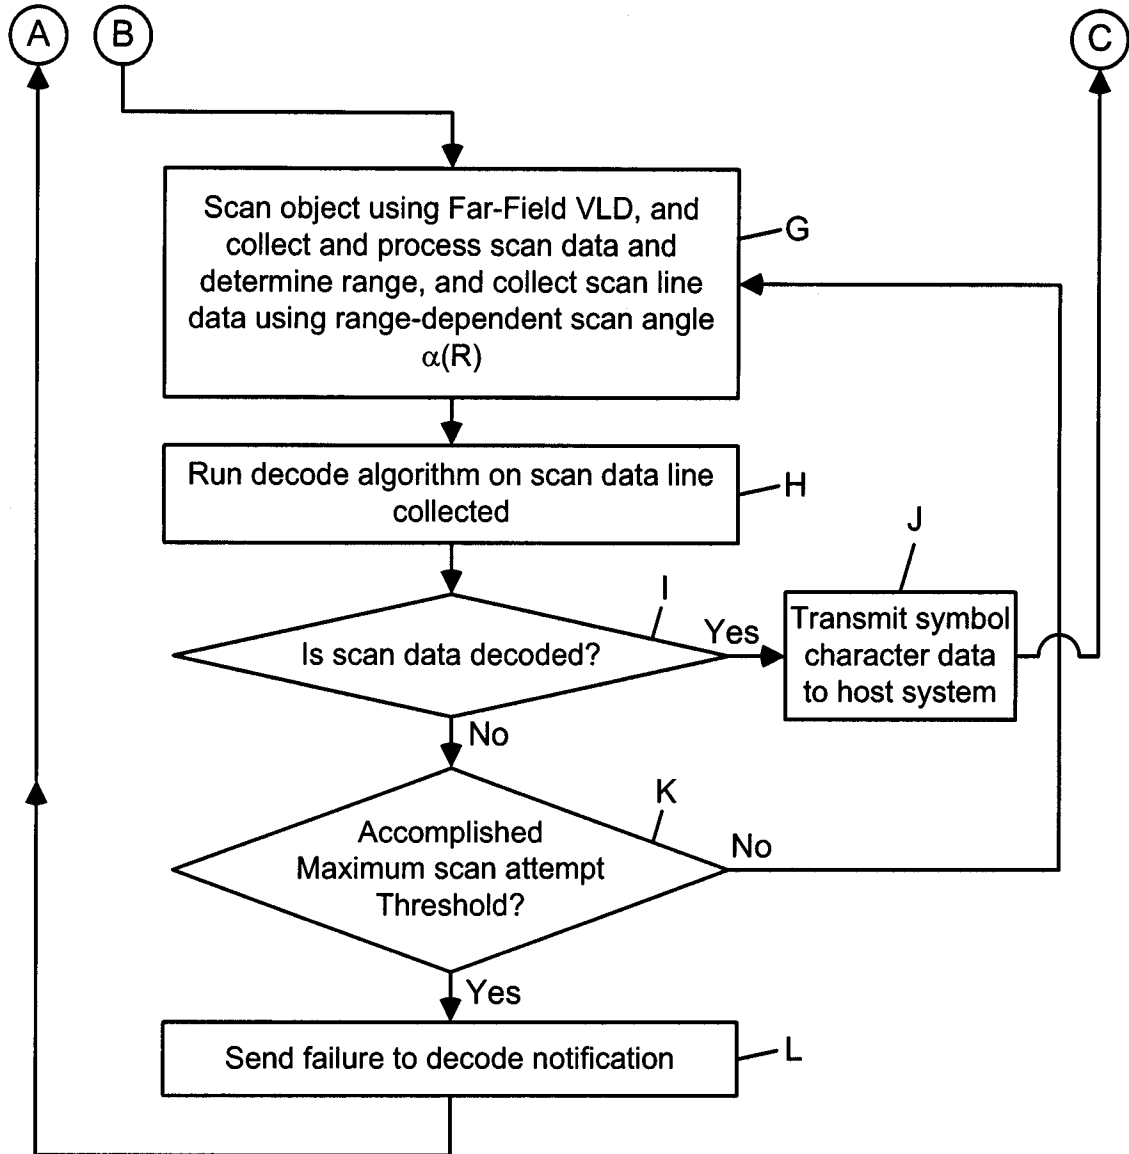 A
B
C
Scan object using Far-Field VLD, and
collect and process scan data and
determine range, and collect scan line
data using range-dependent scan angle
α(R)
G
Run decode algorithm on scan data line
collected
H
J
I
Is scan data decoded?
Yes
Transmit symbol
character data
to host system
No
K
Accomplished
Maximum scan attempt
Threshold?
No
Yes
Send failure to decode notification
L